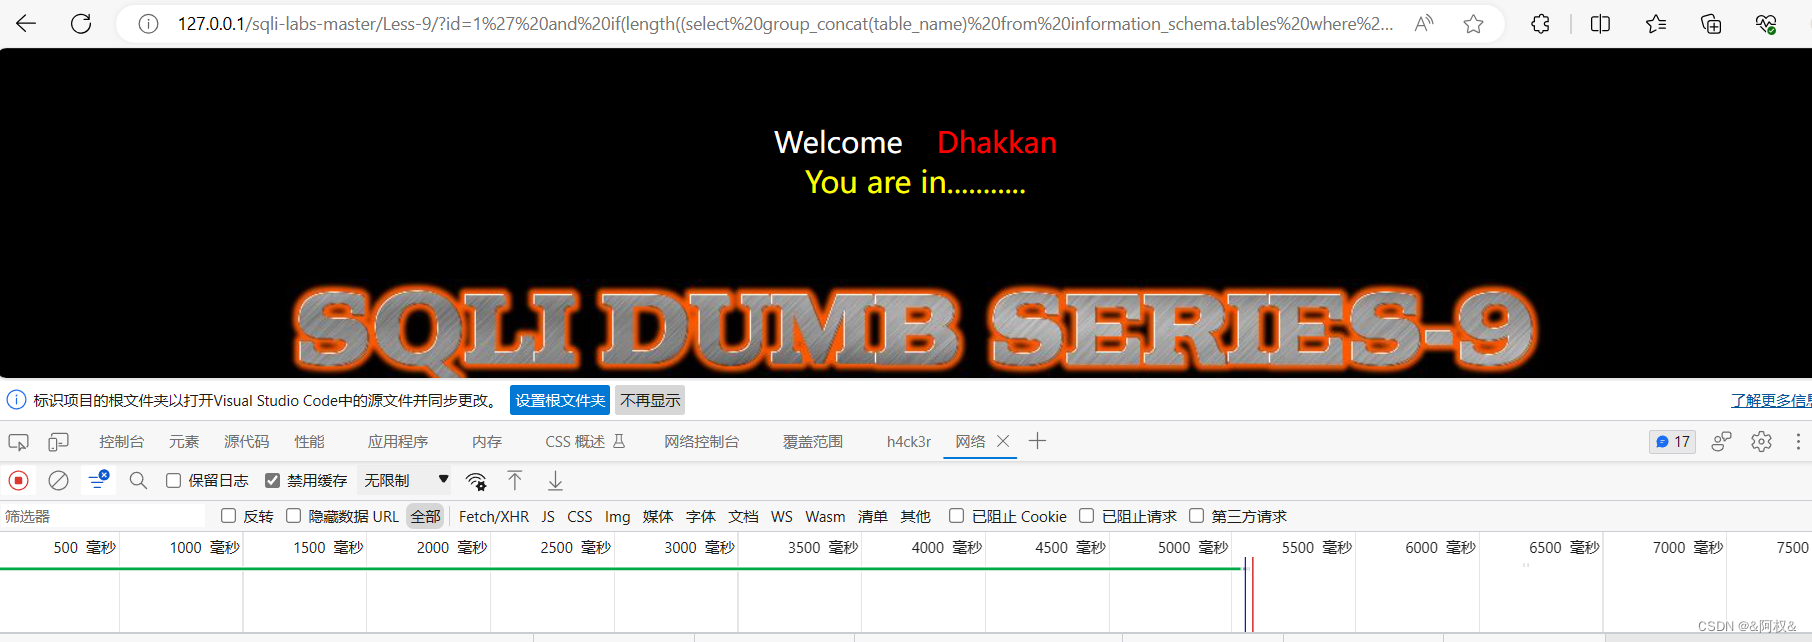 127.0.0.1/sqli-labs-master/Less-9/?id=1%27%20and%20if(length((select%20group_concat(table_name)%20from%20information_schema.tables%20where%2...
Welcome Dhakkan
You are in...........
SQLI DUMB SERIES-9
标识项目的根文件夹以打开Visual Studio Code中的源文件并同步更改。 设置根文件夹 不再显示 了解更多信息
控制台 元素 源代码 性能 应用程序 内存 CSS 概述 网络控制台 覆盖范围 h4ck3r 网络 17
保留日志 禁用缓存 无限制
筛选器 反转 隐藏数据 URL 全部 Fetch/XHR JS CSS Img 媒体 字体 文档 WS Wasm 清单 其他 已阻止 Cookie 已阻止请求 第三方请求
500 毫秒 1000 毫秒 1500 毫秒 2000 毫秒 2500 毫秒 3000 毫秒 3500 毫秒 4000 毫秒 4500 毫秒 5000 毫秒 5500 毫秒 6000 毫秒 6500 毫秒 7000 毫秒 7500
CSDN @&阿权&